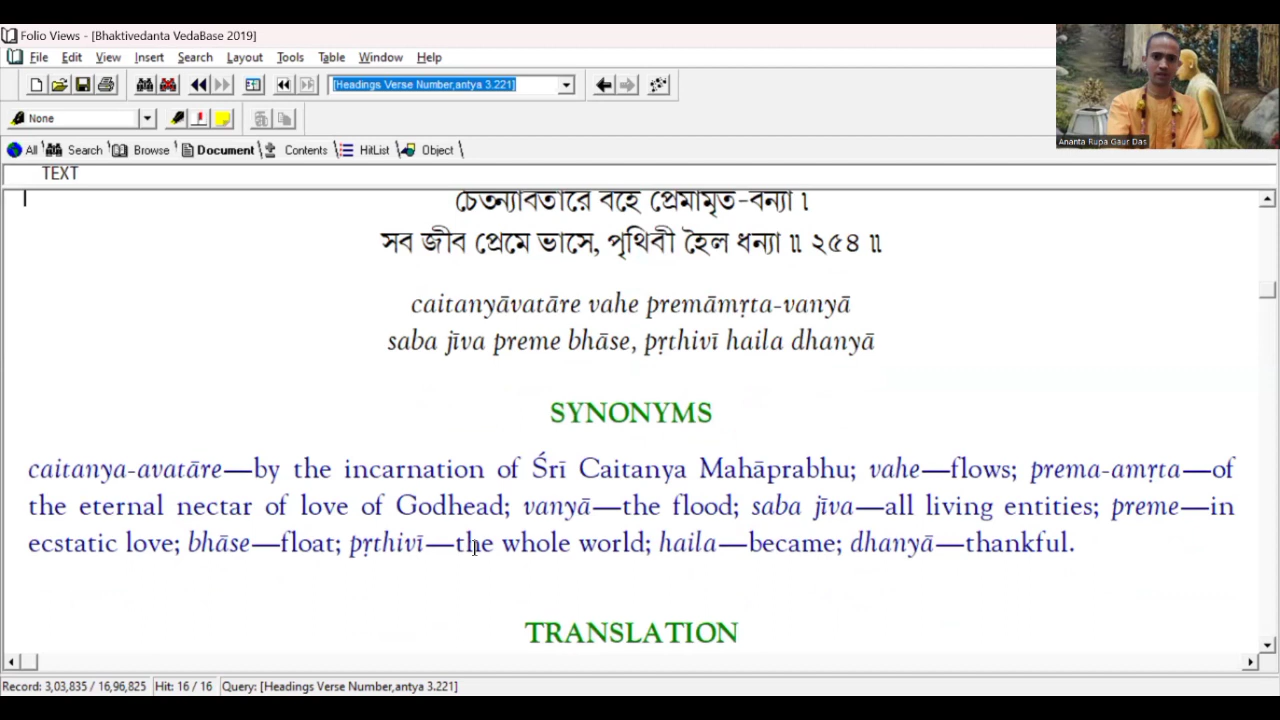 Folio Views - [Bhaktivedanta VedaBase 2019]
File Edit View Insert Search Layout Tools Table Window Help
[Headings Verse Number,antya 3.221]
None
All Search Browse Document Contents HitList Object
TEXT
চৈতন্যাবতারে বহে প্রেমামৃত-বন্যা ।
সব জীব প্রেমে ভাসে, পৃথিবী হৈল ধন্যা ॥ ২৫৪ ॥
caitanyāvatāre vahe premāmṛta-vanyā
saba jīva preme bhāse, pṛthivī haila dhanyā
SYNONYMS
caitanya-avatāre—by the incarnation of Śrī Caitanya Mahāprabhu; vahe—flows; prema-amṛta—of
the eternal nectar of love of Godhead; vanyā—the flood; saba jīva—all living entities; preme—in
ecstatic love; bhāse—float; pṛthivī—the whole world; haila—became; dhanyā—thankful.
TRANSLATION
Record: 3,03,835 / 16,96,825 Hit: 16 / 16 Query: [Headings Verse Number,antya 3.221]
Ananta Rupa Gaur Das